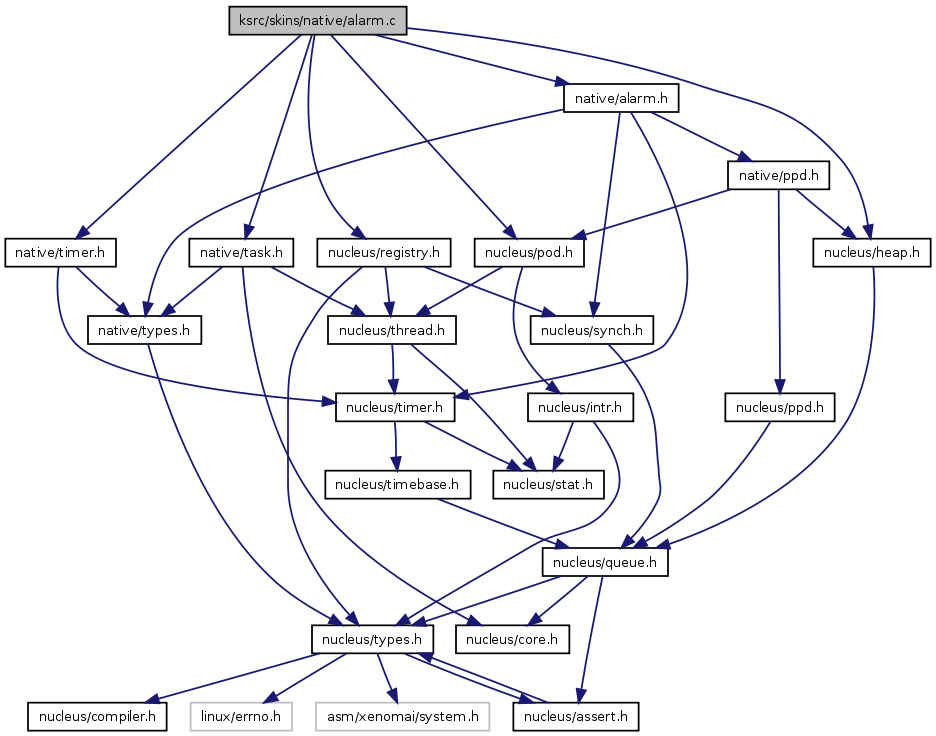 ksrc/skins/native/alarm.c
native/alarm.h
native/ppd.h
native/timer.h
native/task.h
nucleus/registry.h
nucleus/pod.h
nucleus/heap.h
native/types.h
nucleus/thread.h
nucleus/synch.h
nucleus/timer.h
nucleus/intr.h
nucleus/ppd.h
nucleus/timebase.h
nucleus/stat.h
nucleus/queue.h
nucleus/types.h
nucleus/core.h
nucleus/compiler.h
linux/errno.h
asm/xenomai/system.h
nucleus/assert.h